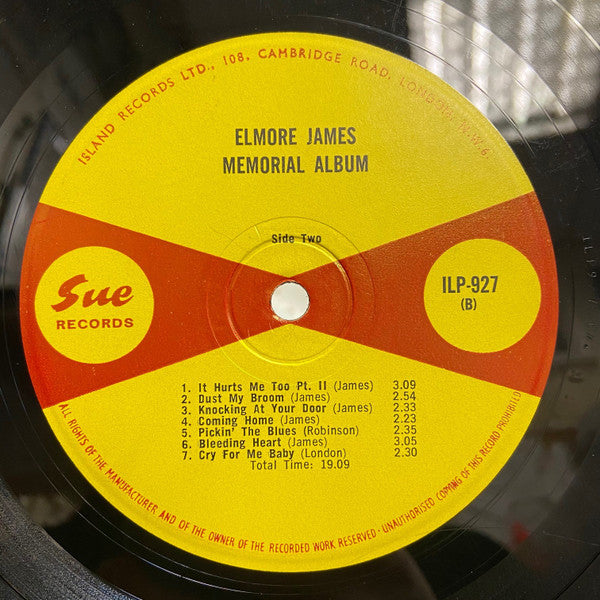 ISLAND RECORDS LTD., 108, CAMBRIDGE ROAD, LONDON, N.W.6
ELMORE JAMES
MEMORIAL ALBUM
Side Two
Sue
RECORDS
ILP-927
(B)
1. It Hurts Me Too Pt. II (James) 3.09
2. Dust My Broom (James) 2.54
3. Knocking At Your Door (James) 2.33
4. Coming Home (James) 2.23
5. Pickin' The Blues (Robinson) 2.35
6. Bleeding Heart (James) 3.05
7. Cry For Me Baby (London) 2.30
Total Time: 19.09
ALL RIGHTS OF THE MANUFACTURER AND OF THE OWNER OF THE RECORDED WORK RESERVED - UNAUTHORISED COPYING OF THIS RECORD PROHIBITED